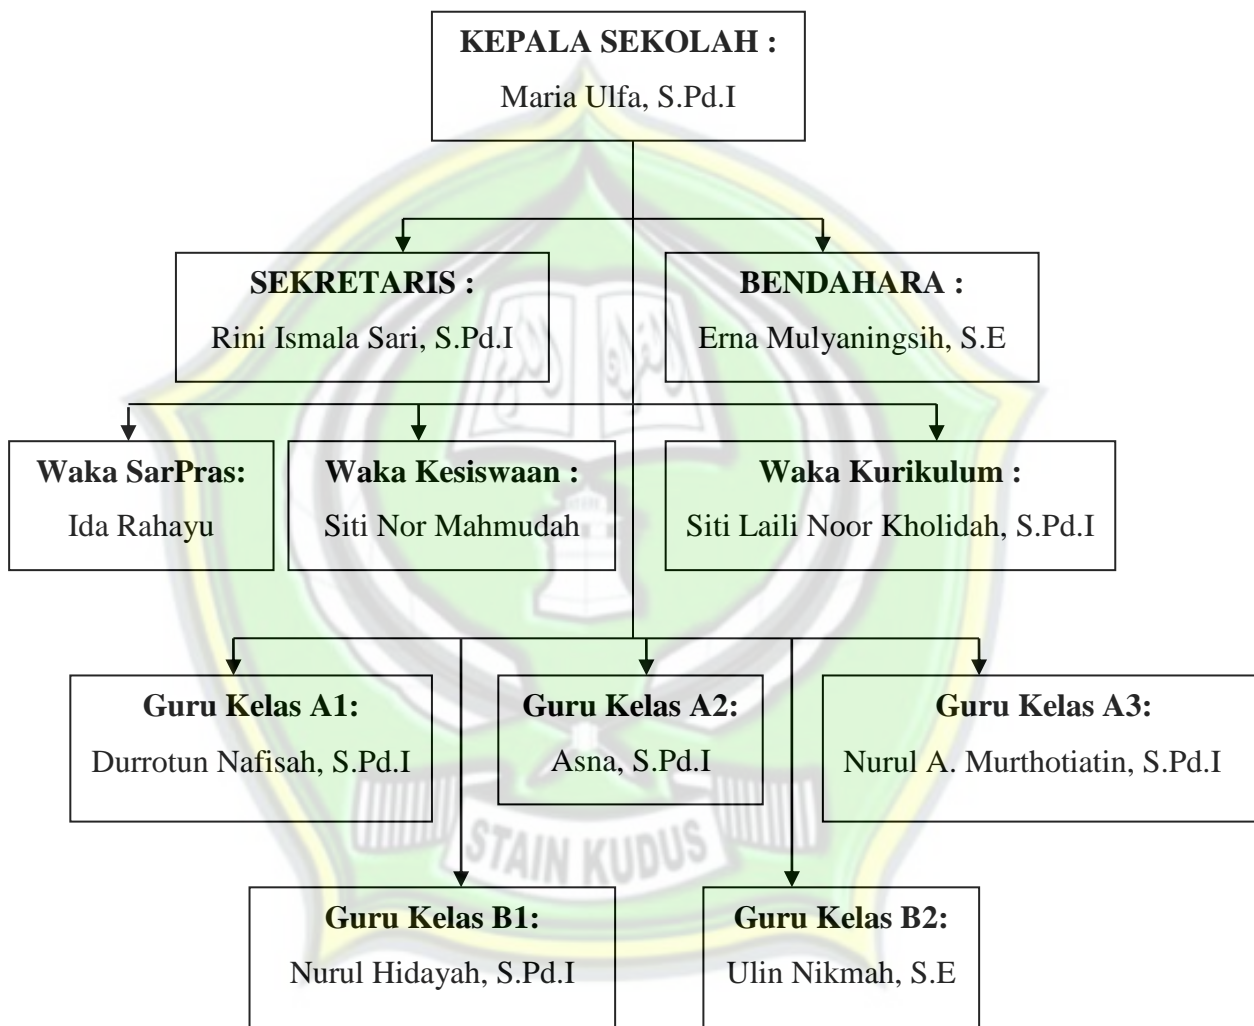 KEPALA SEKOLAH :
Maria Ulfa, S.Pd.I
SEKRETARIS :
Rini Ismala Sari, S.Pd.I
BENDAHARA :
Erna Mulyaningsih, S.E
Waka SarPras:
Ida Rahayu
Waka Kesiswaan :
Siti Nor Mahmudah
Waka Kurikulum :
Siti Laili Noor Kholidah, S.Pd.I
Guru Kelas A1:
Durrotun Nafisah, S.Pd.I
Guru Kelas A2:
Asna, S.Pd.I
Guru Kelas A3:
Nurul A. Murthotiatin, S.Pd.I
STAIN KUDUS
Guru Kelas B1:
Nurul Hidayah, S.Pd.I
Guru Kelas B2:
Ulin Nikmah, S.E